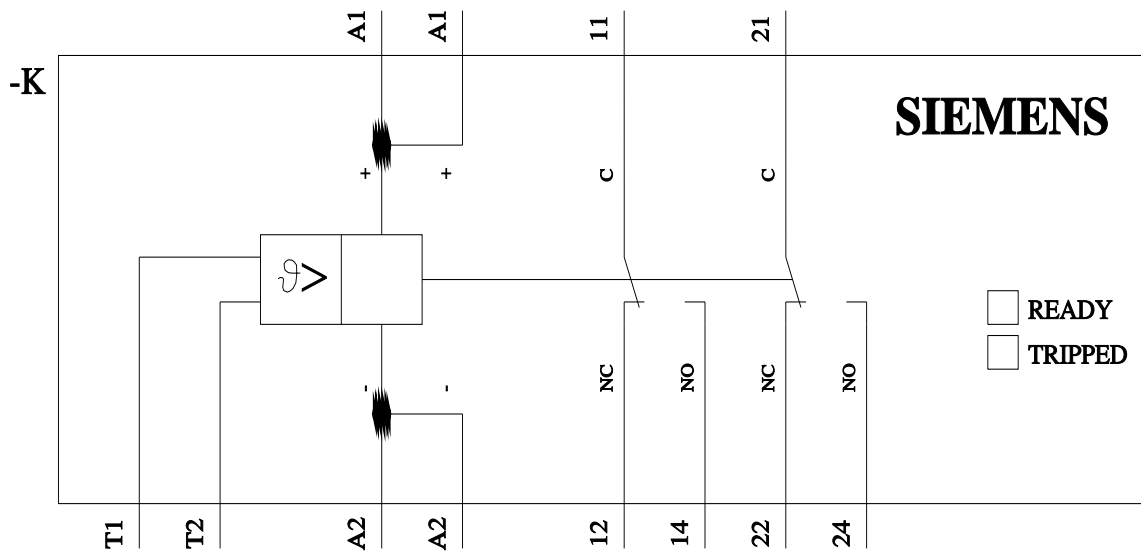 A1
A1
11
21
-K
SIEMENS
+
+
C
C
ϑ>
READY
TRIPPED
-
-
NC
NO
NC
NO
T1
T2
A2
A2
12
14
22
24